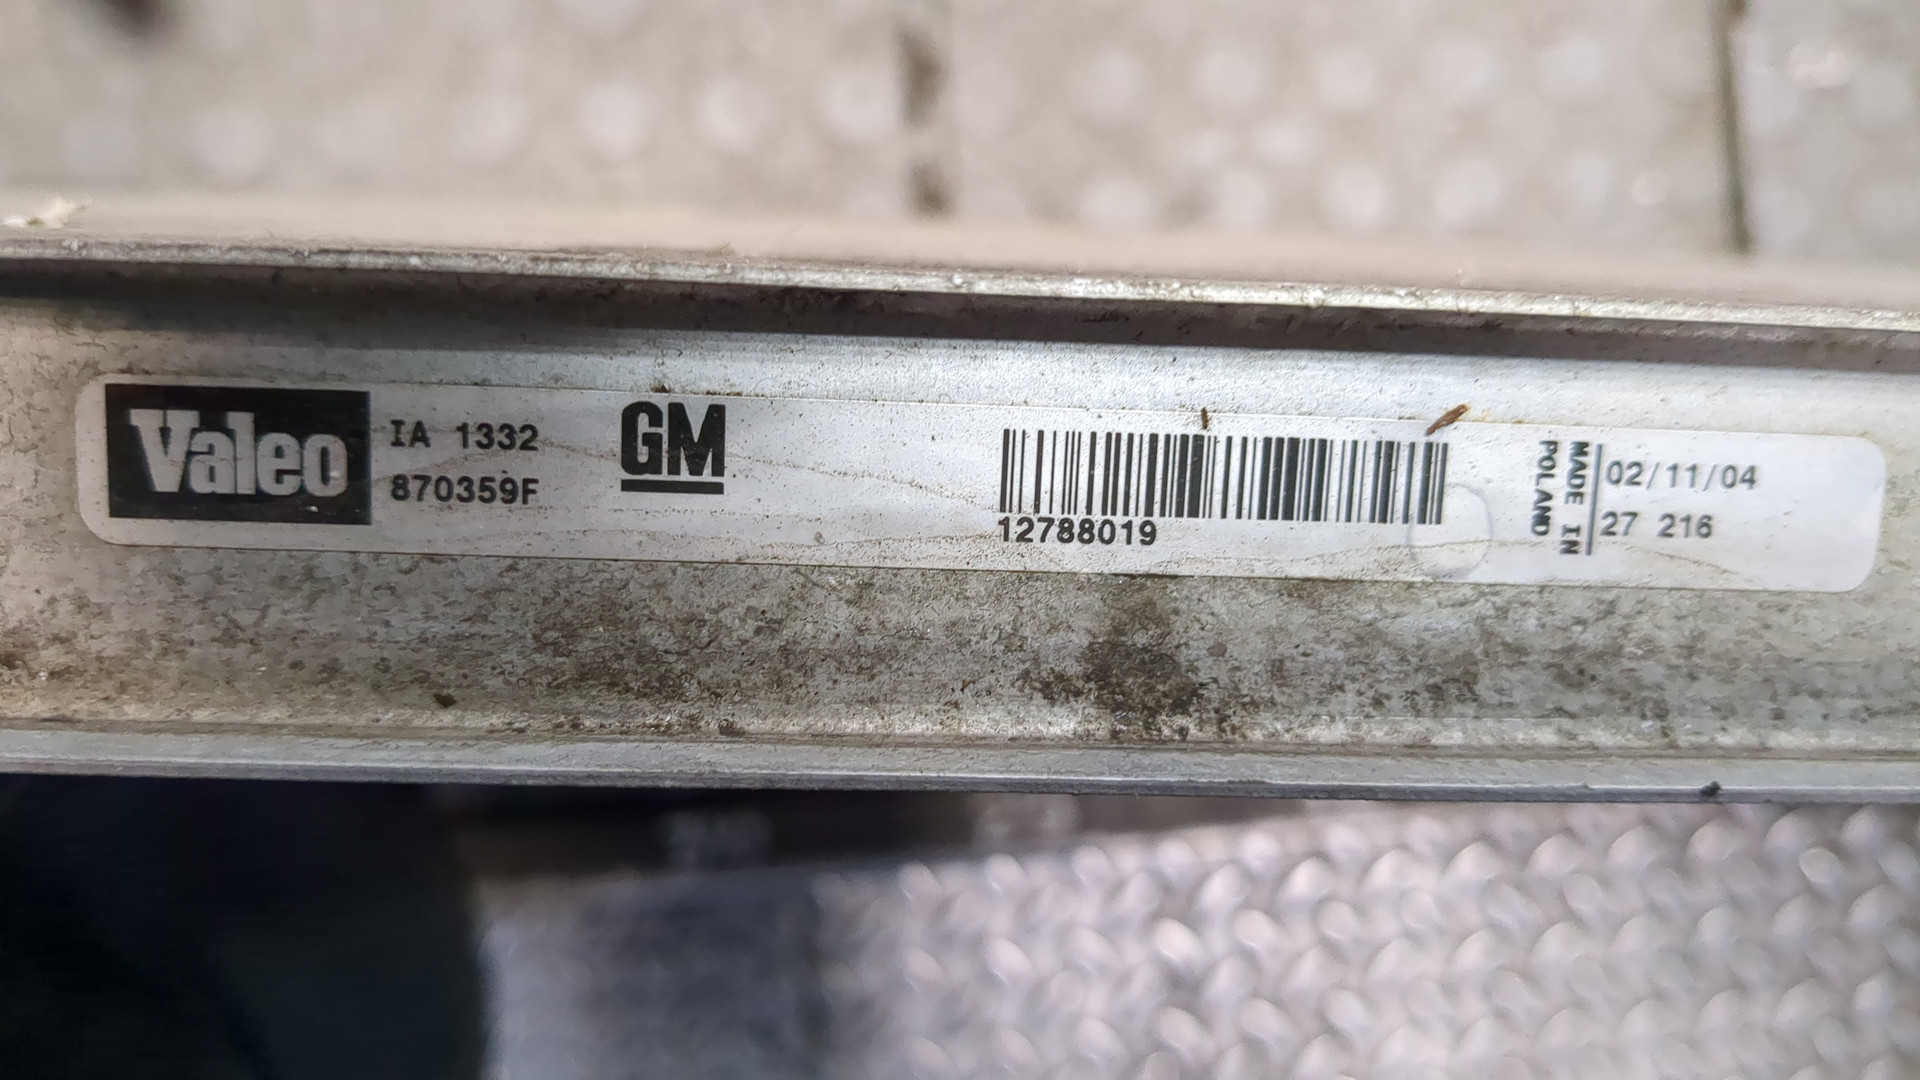 Valeo
IA 1332
870359F
GM
12788019
MADE IN
POLAND
02/11/04
27 216